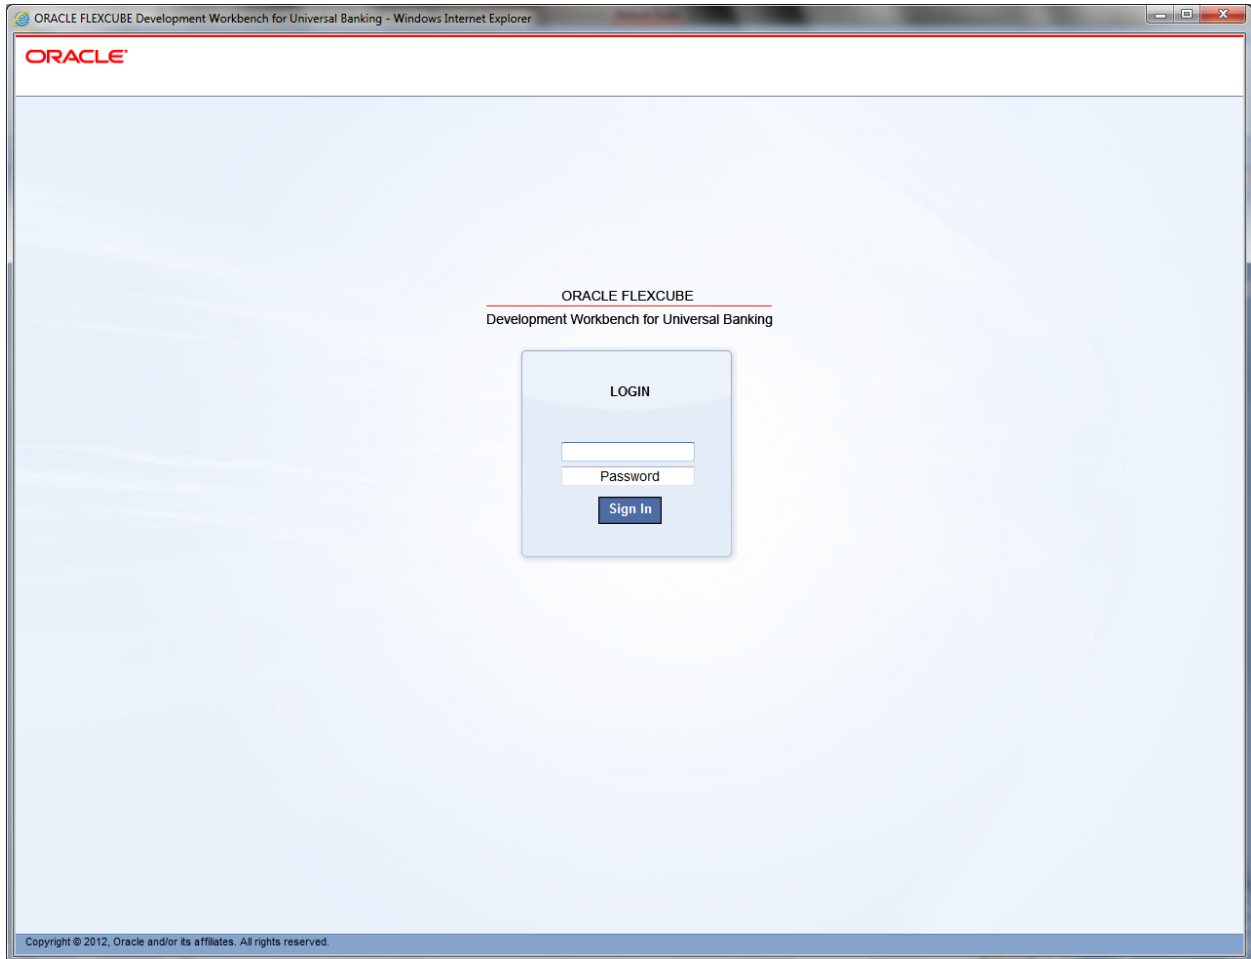 ORACLE FLEXCUBE Development Workbench for Universal Banking - Windows Internet Explorer
ORACLE
ORACLE FLEXCUBE
Development Workbench for Universal Banking
LOGIN
Password
Sign In
Copyright © 2012, Oracle and/or its affiliates. All rights reserved.